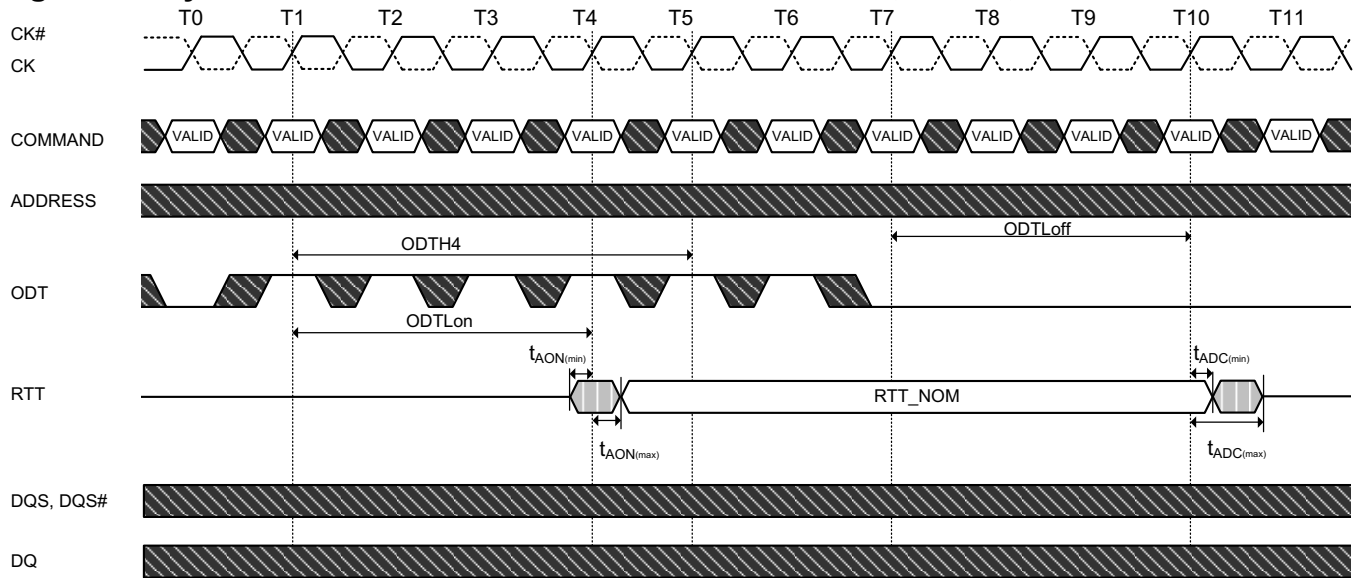 T0 T1 T2 T3 T4 T5 T6 T7 T8 T9 T10 T11
CK#
CK
COMMAND VALID VALID VALID VALID VALID VALID VALID VALID VALID VALID VALID VALID
ADDRESS
ODTLoff
ODTH4
ODT
ODTLon
tAON(min) tADC(min)
RTT RTT_NOM
tAON(max) tADC(max)
DQS, DQS#
DQ